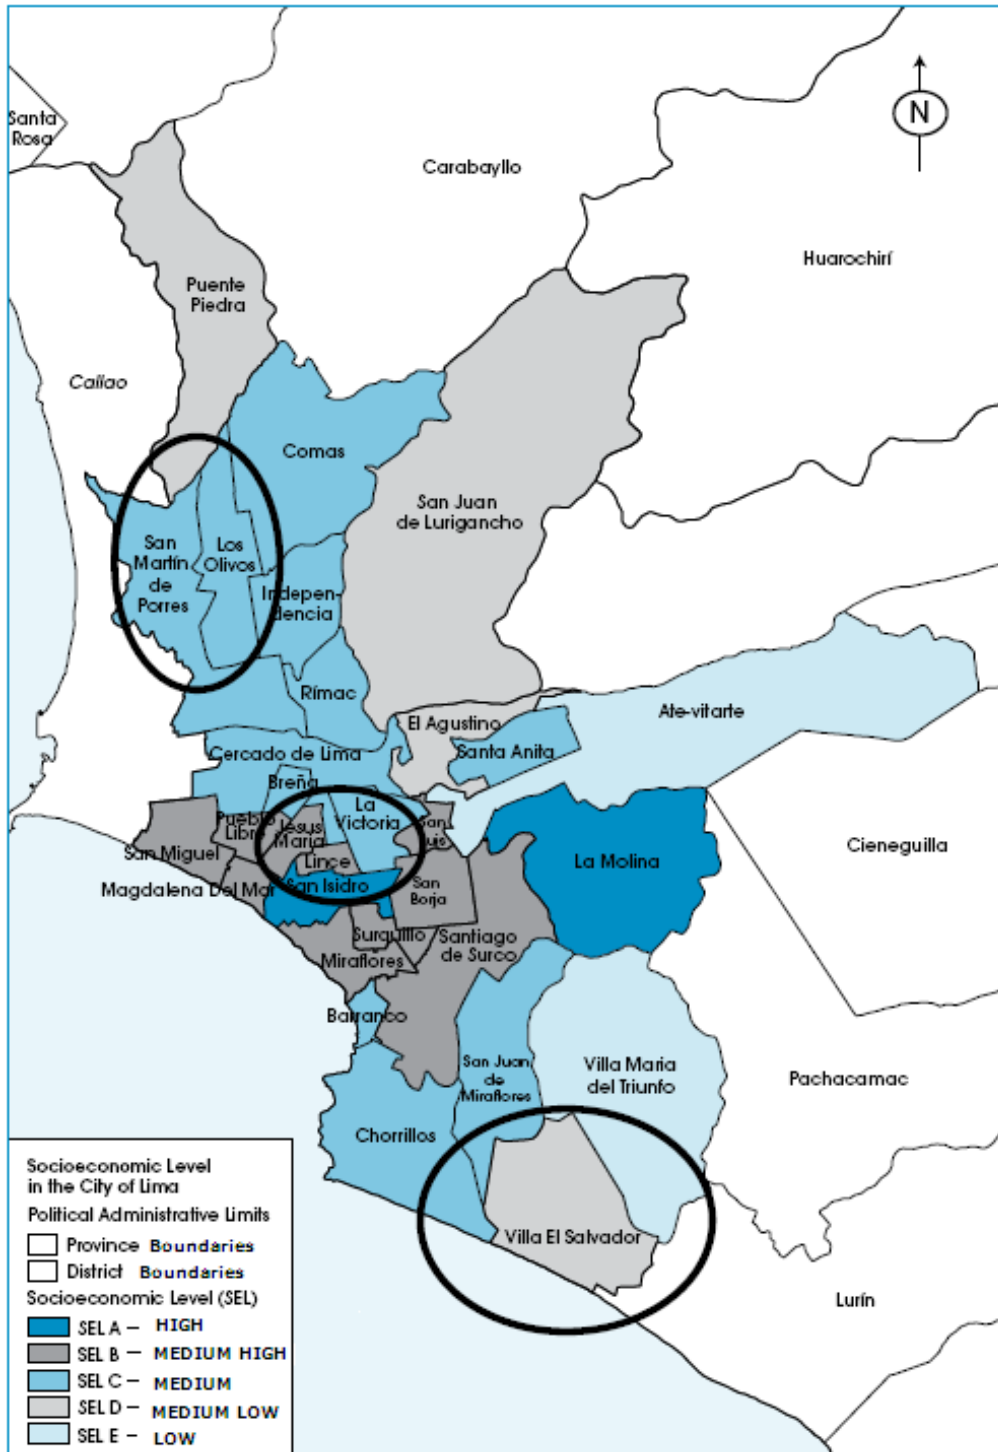 Santa
Rosa
N
Carabayllo
Huarochirí
Puente
Piedra
Callao
Comas
San Juan
de Lurigancho
San
Martín
de
Porres
Los
Olivos
Indepen-
dencia
Rímac
Ate-vitarte
El Agustino
Santa Anita
Cercado de Lima
Breña
La
Victoria
Pueblo
Libre
Jesus
María
San
Luis
San Miguel
Lince
La Molina
Cieneguilla
Magdalena Del Mar
San Isidro
San
Borja
Surquillo
Santiago
de Surco
Miraflores
Barranco
San Juan
de
Miraflores
Villa Maria
del Triunfo
Pachacamac
Chorrillos
Villa El Salvador
Lurín
Socioeconomic Level
in the City of Lima
Political Administrative Limits
Province Boundaries
District Boundaries
Socioeconomic Level (SEL)
SEL A – HIGH
SEL B – MEDIUM HIGH
SEL C – MEDIUM
SEL D – MEDIUM LOW
SEL E – LOW